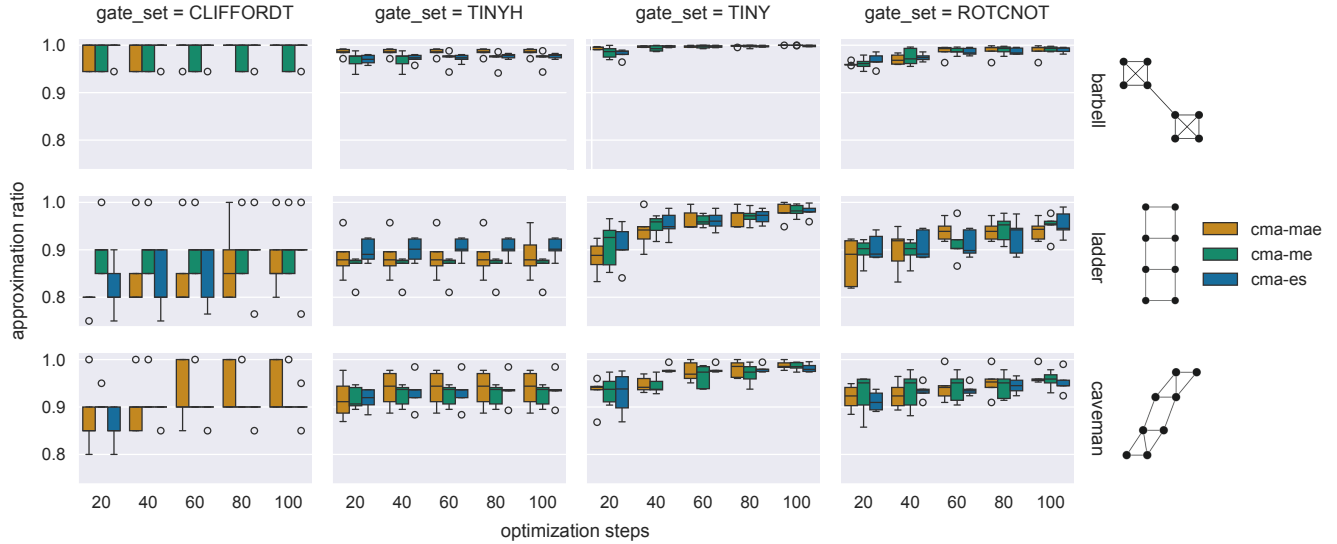 gate_set = CLIFFORDT
gate_set = TINYH
gate_set = TINY
gate_set = ROTCNOT
1.0
0.9
0.8
barbell
approximation ratio
1.0
0.9
0.8
ladder
cma-mae
cma-me
cma-es
1.0
0.9
0.8
caveman
20 40 60 80 100
20 40 60 80 100
20 40 60 80 100
20 40 60 80 100
optimization steps